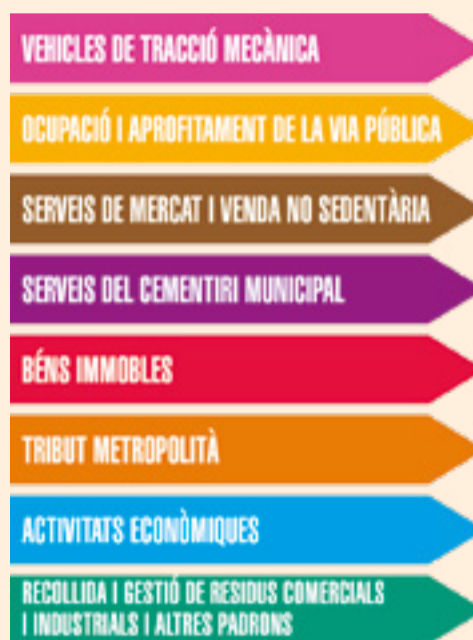 VEHICLES DE TRACCIÓ MECÀNICA
OCUPACIÓ I APROFITAMENT DE LA VIA PÚBLICA
SERVEIS DE MERCAT I VENDA NO SEDENTÀRIA
SERVEIS DEL CEMENTIRI MUNICIPAL
BÉNS IMMOBLES
TRIBUT METROPOLITÀ
ACTIVITATS ECONÒMIQUES
RECOLLIDA I GESTIÓ DE RESIDUS COMERCIALS
I INDUSTRIALS I ALTRES PADRONS